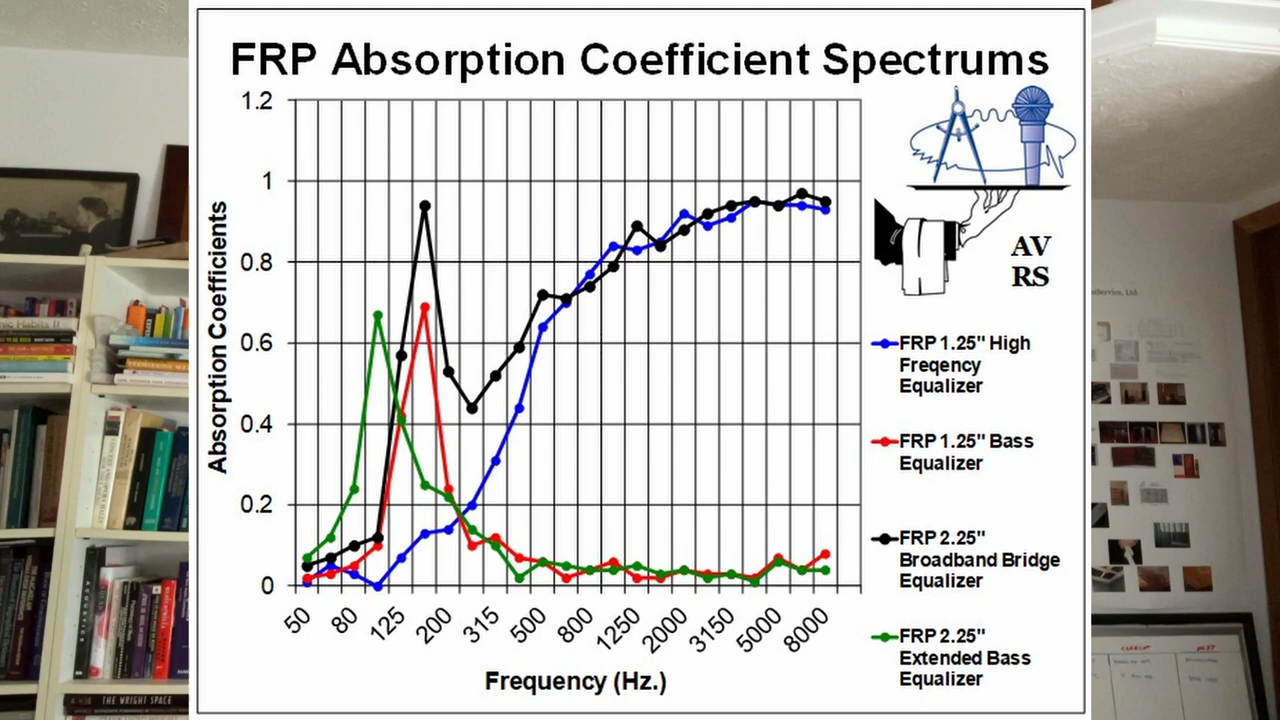 FRP Absorption Coefficient Spectrums
1.2
1
0.8
0.6
0.4
0.2
0
Absorption Coefficients
50
80
125
200
315
500
800
1250
2000
3150
5000
8000
Frequency (Hz.)
AV
RS
FRP 1.25" High
Freqency
Equalizer
FRP 1.25" Bass
Equalizer
FRP 2.25"
Broadband Bridge
Equalizer
FRP 2.25"
Extended Bass
Equalizer
THE WRIGHT SPACE